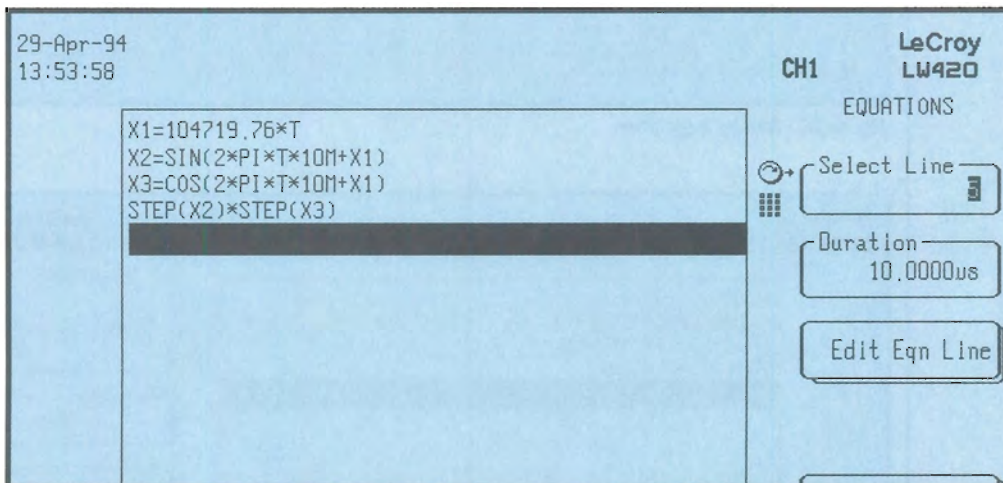 29-Apr-94
13:53:58
CH1
LeCroy
LW420
EQUATIONS
X1=104719.76*T
X2=SIN(2*PI*T*10M+X1)
X3=COS(2*PI*T*10M+X1)
STEP(X2)*STEP(X3)
Select Line
3
Duration
10.0000us
Edit Eqn Line